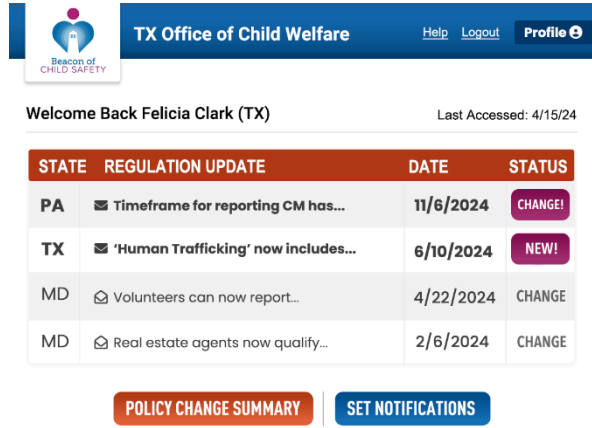 TX Office of Child Welfare
Help Logout Profile
Beacon of
CHILD SAFETY
Welcome Back Felicia Clark (TX)
Last Accessed: 4/15/24
STATE REGULATION UPDATE DATE STATUS
PA Timeframe for reporting CM has... 11/6/2024 CHANGE!
TX ‘Human Trafficking’ now includes... 6/10/2024 NEW!
MD Volunteers can now report... 4/22/2024 CHANGE
MD Real estate agents now qualify... 2/6/2024 CHANGE
POLICY CHANGE SUMMARY SET NOTIFICATIONS